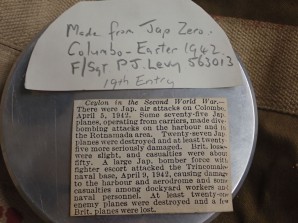 Made from Jap Zero.
Columbo - Easter 1942.
F/Sgt P.J. Levy 563013
19th Entry
Ceylon in the Second World War.—
There were Jap. air attacks on Colombo,
April 5, 1942. Some seventy-five Jap.
planes, operating from carriers, made dive-
bombing attacks on the harbour and in
the Ratmanada area. Twenty-seven Jap.
planes were destroyed and at least twenty-
five more seriously damaged. Brit. losses
were slight, and casualties were about
fifty. A large Jap. bomber force with
fighter escort attacked the Trincomalee
naval base, April 9, 1942, causing damage
to the harbour and aerodrome and some
casualties among dockyard workers and
naval personnel. At least twenty-one
enemy planes were destroyed and a few
Brit. planes were lost.